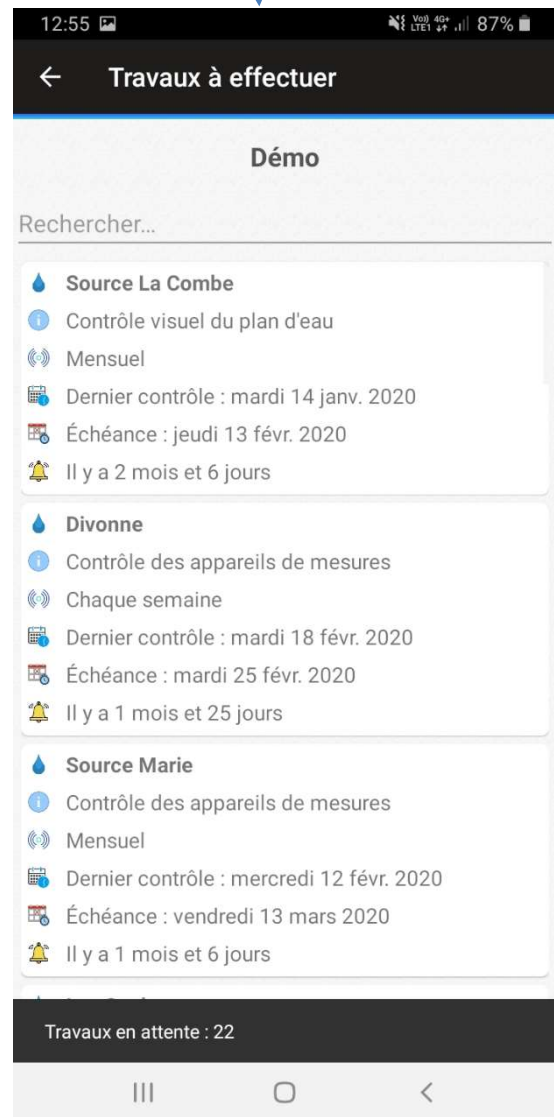 12:55 Voo) LTE1 4G+ 87%
Travaux à effectuer
Démo
Rechercher...
Source La Combe
Contrôle visuel du plan d'eau
Mensuel
Dernier contrôle : mardi 14 janv. 2020
Échéance : jeudi 13 févr. 2020
Il y a 2 mois et 6 jours
Divonne
Contrôle des appareils de mesures
Chaque semaine
Dernier contrôle : mardi 18 févr. 2020
Échéance : mardi 25 févr. 2020
Il y a 1 mois et 25 jours
Source Marie
Contrôle des appareils de mesures
Mensuel
Dernier contrôle : mercredi 12 févr. 2020
Échéance : vendredi 13 mars 2020
Il y a 1 mois et 6 jours
Travaux en attente : 22